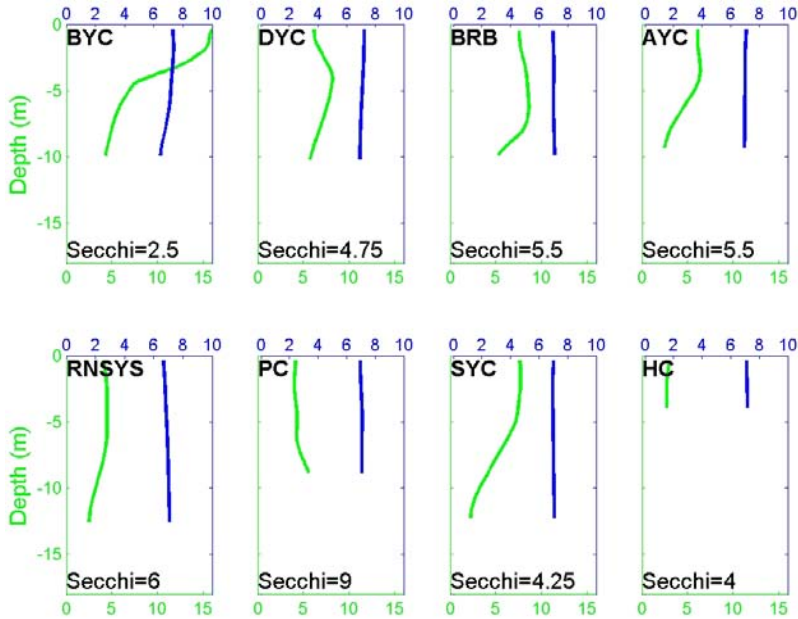 0 2 4 6 8 10 0 2 4 6 8 10 0 2 4 6 8 10 0 2 4 6 8 10
0 BYC DYC BRB AYC
-5
Depth (m)
-10
-15
Secchi=2.5 Secchi=4.75 Secchi=5.5 Secchi=5.5
0 5 10 15 0 5 10 15 0 5 10 15 0 5 10 15
0 2 4 6 8 10 0 2 4 6 8 10 0 2 4 6 8 10 0 2 4 6 8 10
0 RNSYS PC SYC HC
-5
Depth (m)
-10
-15
Secchi=6 Secchi=9 Secchi=4.25 Secchi=4
0 5 10 15 0 5 10 15 0 5 10 15 0 5 10 15